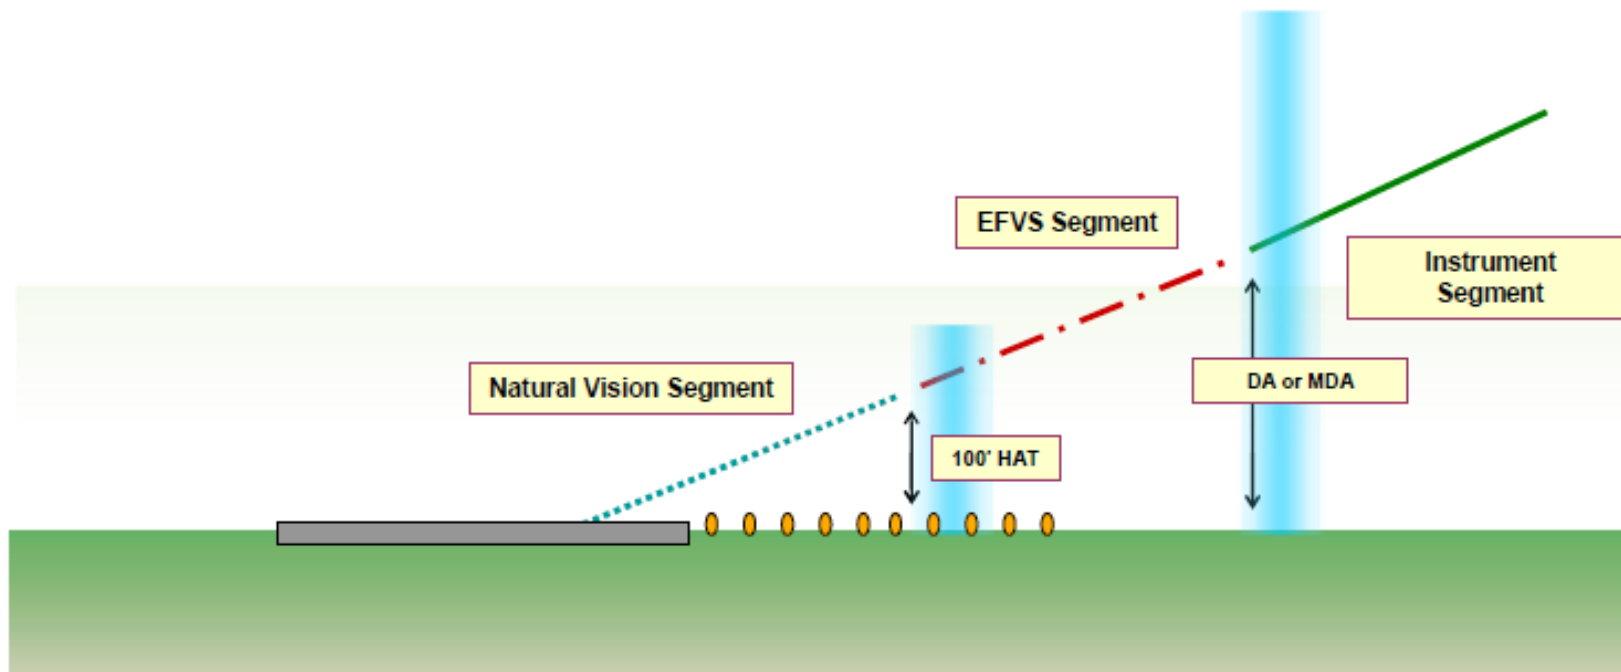 EFVS Segment
Instrument
Segment
Natural Vision Segment
DA or MDA
100' HAT